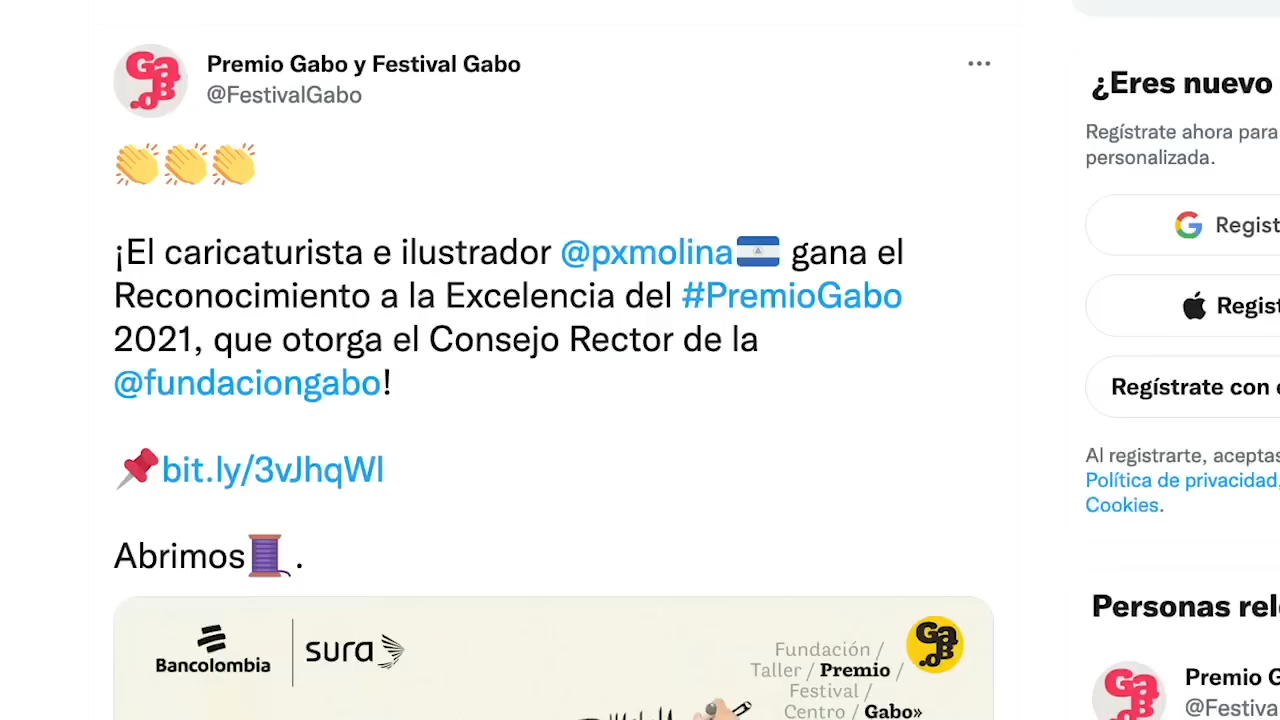 Premio Gabo y Festival Gabo
@FestivalGabo
¡El caricaturista e ilustrador @pxmolina gana el
Reconocimiento a la Excelencia del #PremioGabo
2021, que otorga el Consejo Rector de la
@fundaciongabo!
bit.ly/3vJhqWl
Abrimos .
Bancolombia
sura
Fundación /
Taller / Premio /
Festival /
Centro / Gabo»
GaBo
¿Eres nuevo
Regístrate ahora para
personalizada.
Regist
Regist
Regístrate con
Al registrarte, aceptas
Política de privacidad,
Cookies.
Personas rel
Premio G
@Festiva